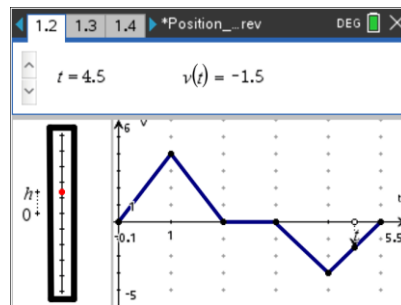 1.2 1.3 1.4 *Position_...rev DEG
t = 4.5 v(t) = -1.5
6 v
h
0
1
-0.1 1 t 5.5
-5
t